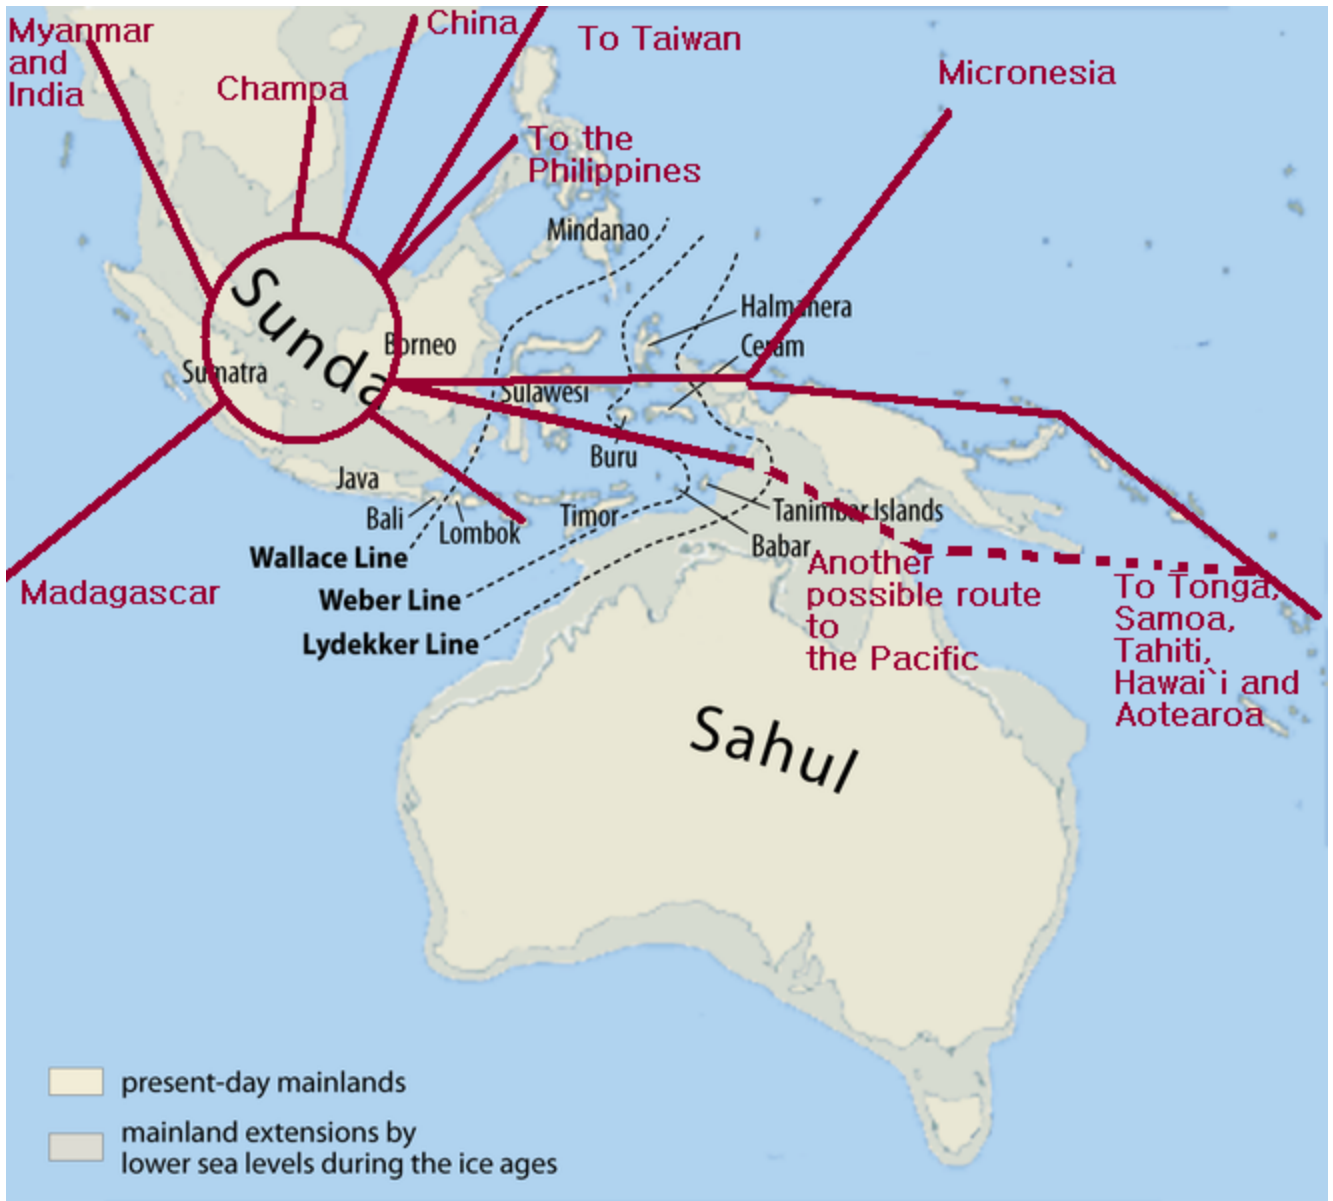 Myanmar
and
India
China
To Taiwan
Champa
Micronesia
To the
Philippines
Mindanao
Sunda
Halmahera
Borneo
Ceram
Sumatra
Sulawesi
Buru
Java
Bali
Lombok
Timor
Tanimbar Islands
Babar
Wallace Line
Weber Line
Lydekker Line
Madagascar
Another
possible route
to
the Pacific
To Tonga,
Samoa,
Tahiti,
Hawai`i and
Aotearoa
Sahul
present-day mainlands
mainland extensions by
lower sea levels during the ice ages